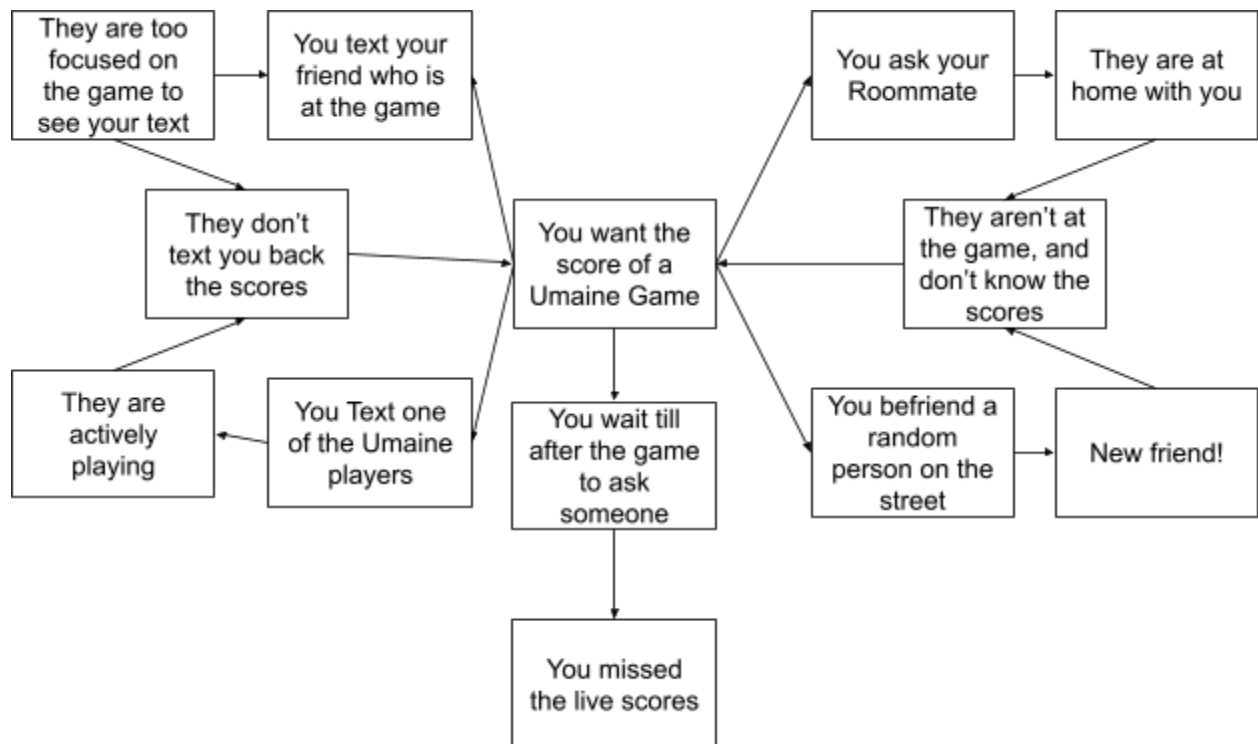 They are too
focused on
the game to
see your text
You text your
friend who is
at the game
You ask your
Roommate
They are at
home with you
They don't
text you back
the scores
You want the
score of a
Umaine Game
They aren't at
the game, and
don't know the
scores
They are
actively
playing
You Text one
of the Umaine
players
You wait till
after the game
to ask
someone
You befriend a
random
person on the
street
New friend!
You missed
the live scores